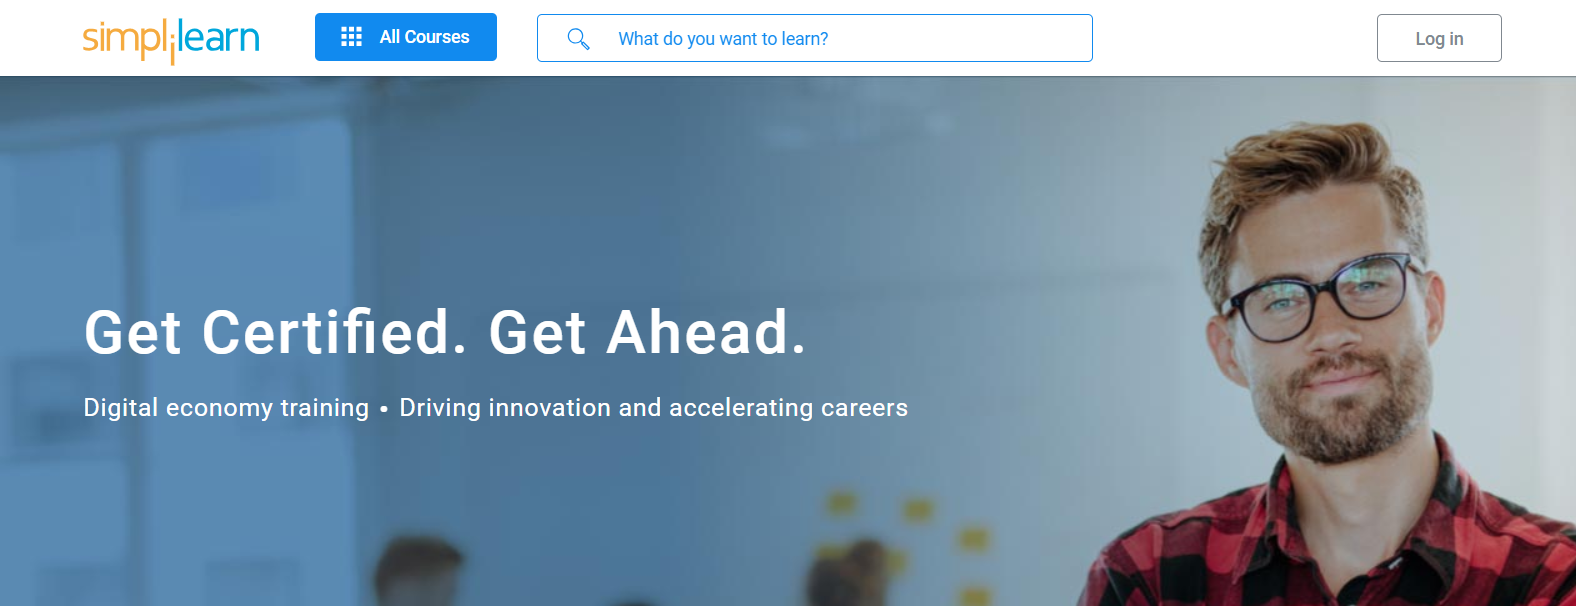 simplilearn
All Courses
What do you want to learn?
Log in
Get Certified. Get Ahead.
Digital economy training • Driving innovation and accelerating careers